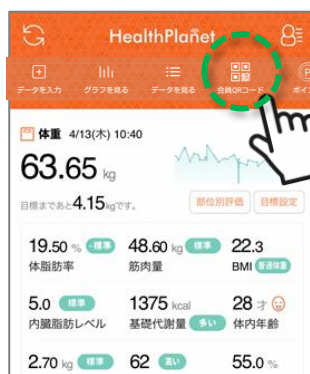 HealthPlanet
データを入力 グラフを見る データを見る 会員QRコード ポイン
体重 4/13(木) 10:40
63.65 kg
目標まであと4.15kgです。 部位別評価 目標設定
19.50 % -標準 48.60 kg 標準 22.3
体脂肪率 筋肉量 BMI 普通体重
5.0 標準 1375 kcal 28 才
内臓脂肪レベル 基礎代謝量 多い 体内年齢
2.70 kg 標準 62 高い 55.0 %